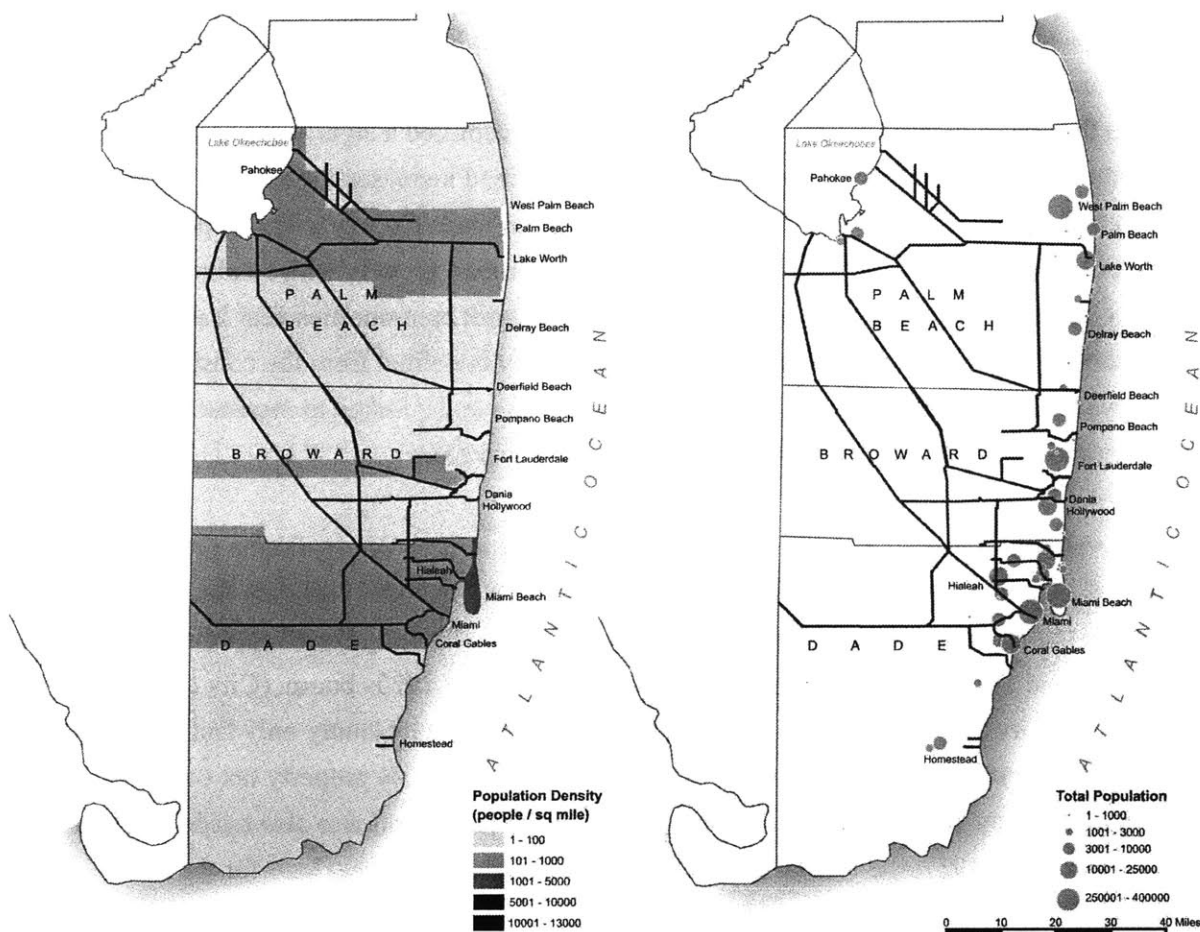 Lake Okeechobee
Pahokee
West Palm Beach
Palm Beach
Lake Worth
P A L M
B E A C H
Delray Beach
Deerfield Beach
Pompano Beach
B R O W A R D
Fort Lauderdale
Dania
Hollywood
Hialeah
Miami Beach
Miami
D A D E
Coral Gables
Homestead
A T L A N T I C O C E A N
Population Density
(people / sq mile)
1 - 100
101 - 1000
1001 - 5000
5001 - 10000
10001 - 13000
Lake Okeechobee
Pahokee
West Palm Beach
Palm Beach
Lake Worth
P A L M
B E A C H
Delray Beach
Deerfield Beach
Pompano Beach
B R O W A R D
Fort Lauderdale
Dania
Hollywood
Hialeah
Miami Beach
Miami
D A D E
Coral Gables
Homestead
A T L A N T I C O C E A N
Total Population
1 - 1000
1001 - 3000
3001 - 10000
10001 - 25000
250001 - 400000
0 10 20 40 Miles